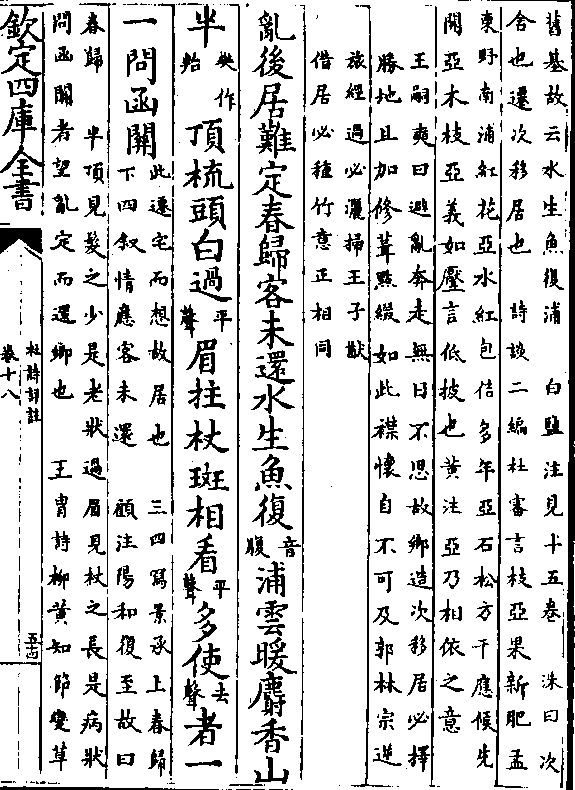 舊基故云水生魚復浦　白鹽注見十五卷　洙曰次
舍也還次移居也　詩談二編杜審言枝亞果新肥孟
東野南浦紅花亞水紅包佶多年亞石松方干應候先
開亞木枝亞義如壓言低披也黄注亞乃相依之意
王嗣奭曰避亂奔走無日不思故鄉造次移居必擇
勝地且加修葺點綴如此襟懷自不可及郭林宗逆
旅經過必灑掃王子猷
借居必種竹意正相同
亂後居難定春歸客未還水生魚復音腹浦雲暖麝香山
半樊作判頂梳頭白過平聲眉拄杖斑相看平聲多使去聲者一
一問函關此還宅而想故居也　三四寫景承上春歸
下四叙情應客未還　顧注陽和復至故曰
春歸　半頂見髮之少是老狀過眉見杖之長是病狀
問函關者望亂定而還鄉也　王胄詩柳黄知節變草
欽定四庫全書
杜詩詳註
卷十八